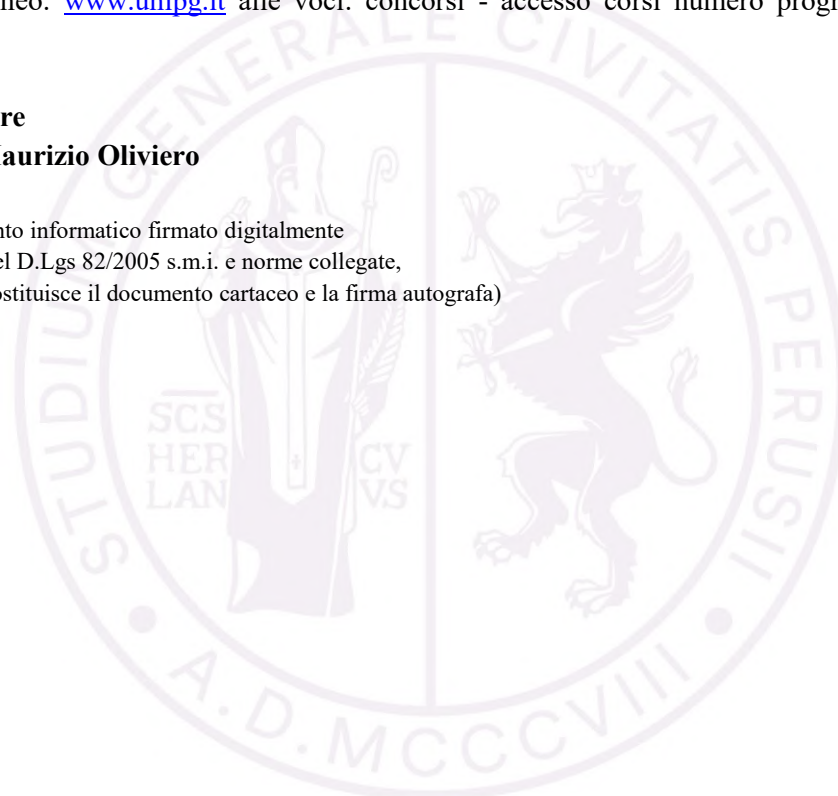 www.unipg.it alle voci: concorsi - accesso corsi numero progr
re
aurizio Oliviero
nto informatico firmato digitalmente
el D.Lgs 82/2005 s.m.i. e norme collegate,
ostituisce il documento cartaceo e la firma autografa)
STUDIUM GENERALE CIVITATIS PERUSII
SCS
HER CV
LAN VS
• A.D. MCCCVIII •